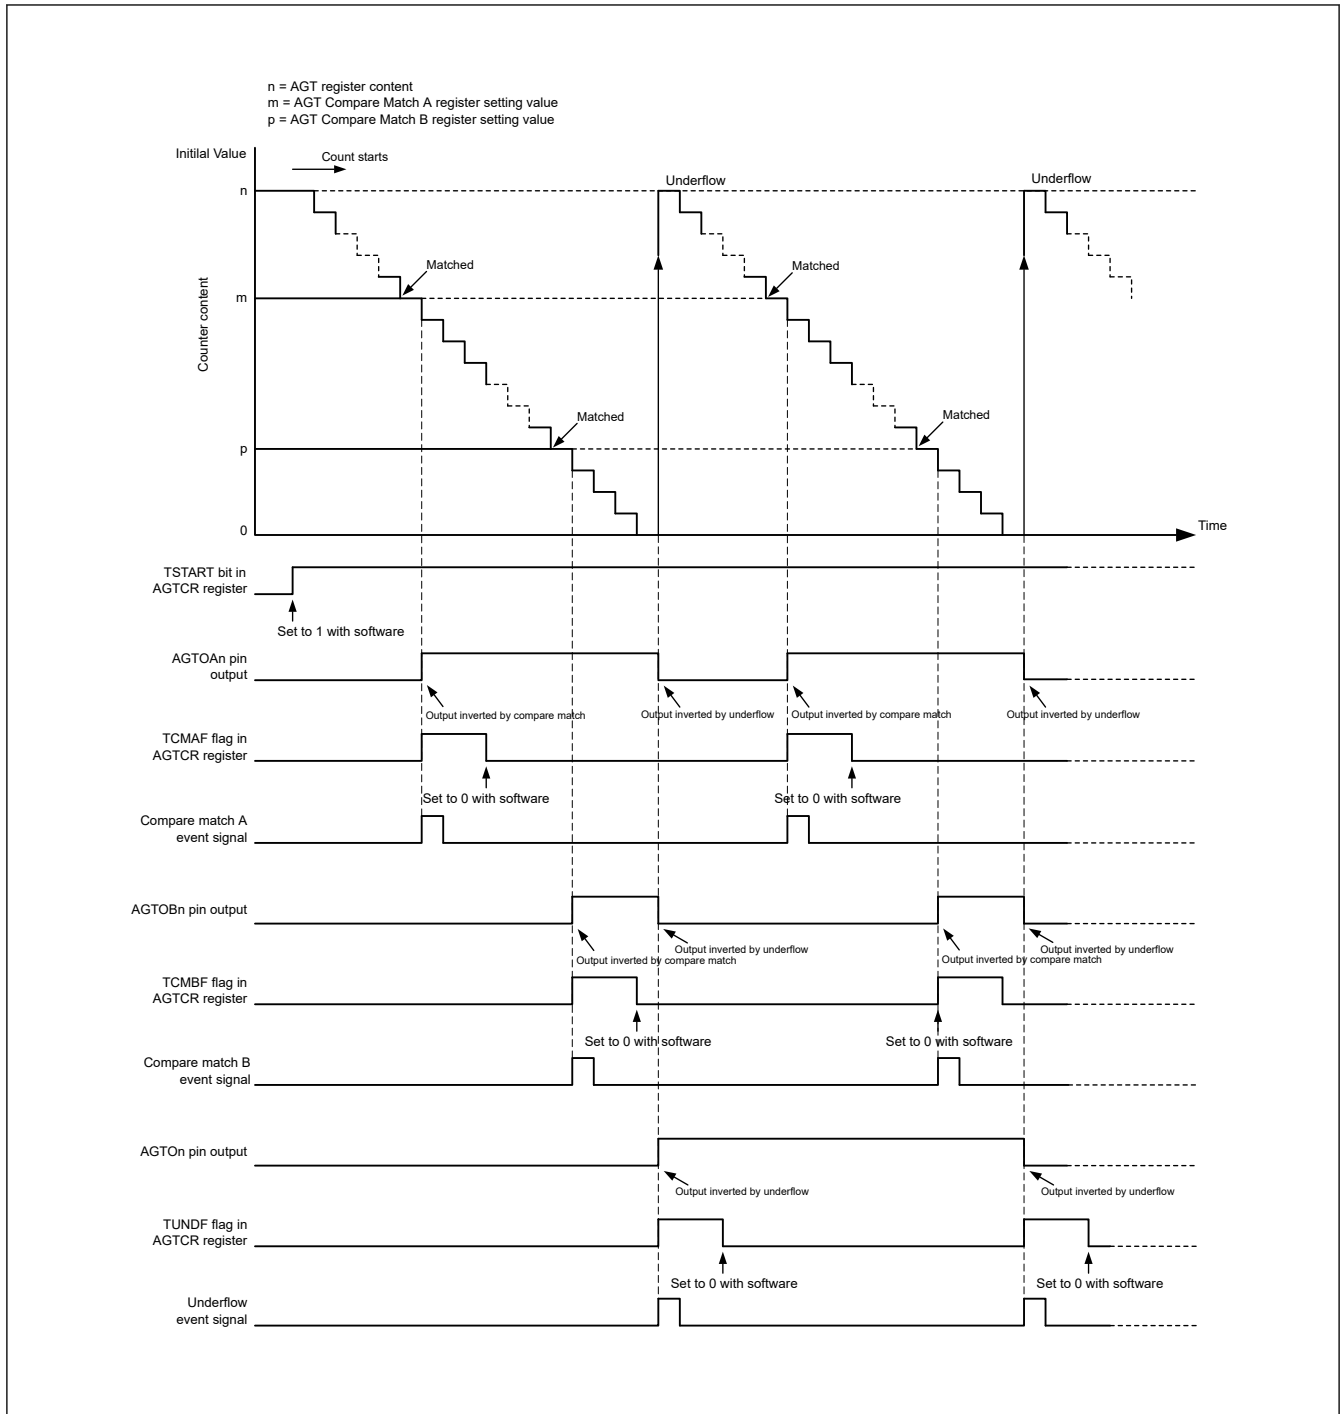 n = AGT register content
m = AGT Compare Match A register setting value
p = AGT Compare Match B register setting value
Initilal Value
Count starts
n
Underflow
Underflow
Matched
Matched
m
Counter content
Matched
Matched
p
0
Time
TSTART bit in
AGTCR register
Set to 1 with software
AGTOAn pin
output
Output inverted by compare match
Output inverted by underflow
Output inverted by compare match
Output inverted by underflow
TCMAF flag in
AGTCR register
Set to 0 with software
Set to 0 with software
Compare match A
event signal
AGTOBn pin output
Output inverted by underflow
Output inverted by compare match
Output inverted by underflow
Output inverted by compare match
TCMBF flag in
AGTCR register
Set to 0 with software
Set to 0 with software
Compare match B
event signal
AGTOn pin output
Output inverted by underflow
Output inverted by underflow
TUNDF flag in
AGTCR register
Set to 0 with software
Set to 0 with software
Underflow
event signal